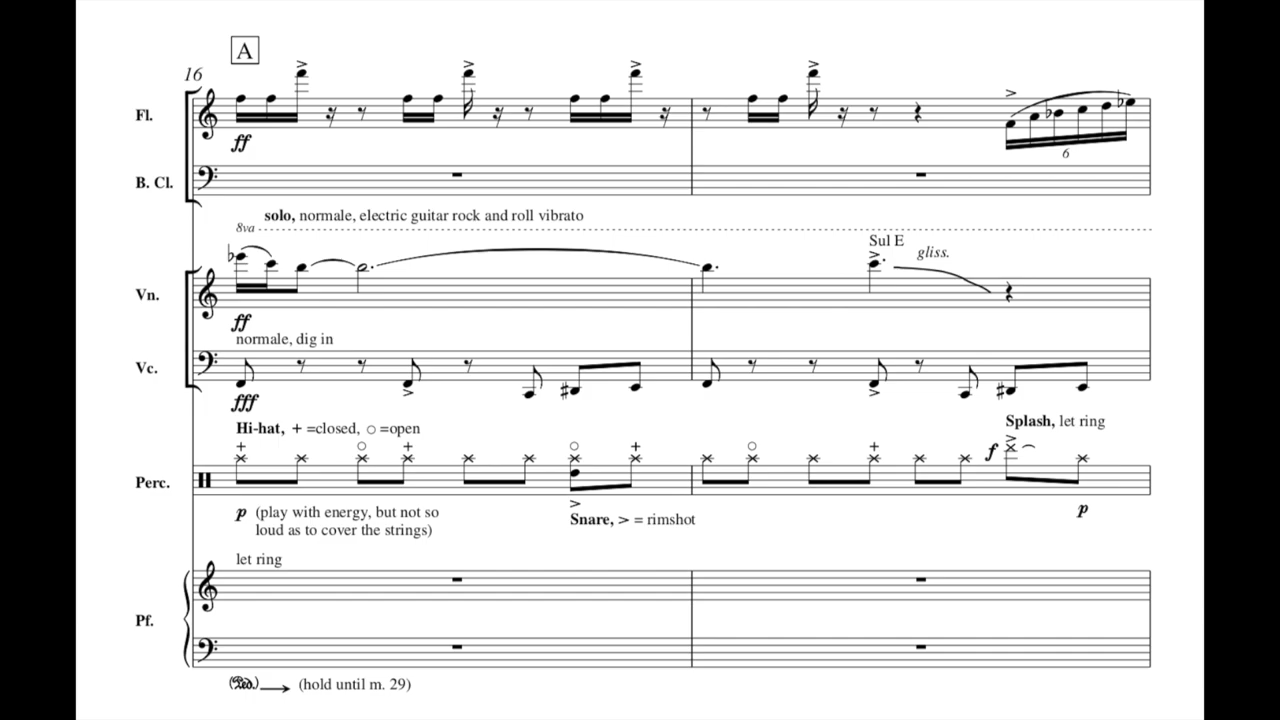 A
16
Fl.
ff
6
B. Cl.
solo, normale, electric guitar rock and roll vibrato
8va
Sul E
gliss.
Vn.
ff
normale, dig in
Vc.
fff
Hi-hat, + =closed, ○ =open
Splash, let ring
f
Perc.
p (play with energy, but not so
loud as to cover the strings)
Snare, > = rimshot
p
let ring
Pf.
(Ped.) (hold until m. 29)